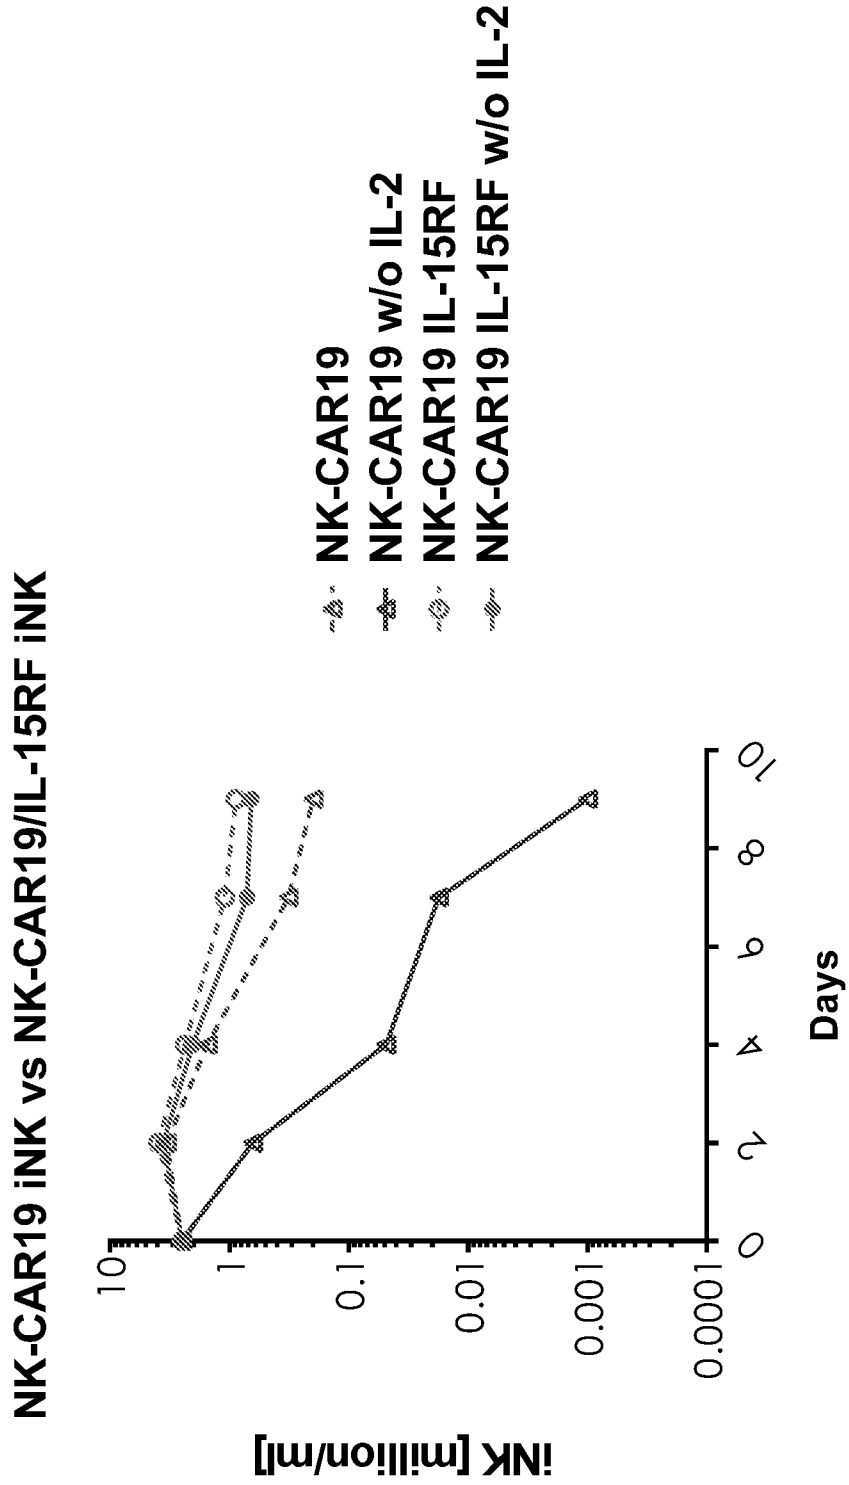 NK-CAR19 iNK vs NK-CAR19/IL-15RF iNK
iNK [million/ml]
10
1
0.1
0.01
0.001
0.0001
0 2 4 6 8 10
Days
NK-CAR19
NK-CAR19 w/o IL-2
NK-CAR19 IL-15RF
NK-CAR19 IL-15RF w/o IL-2